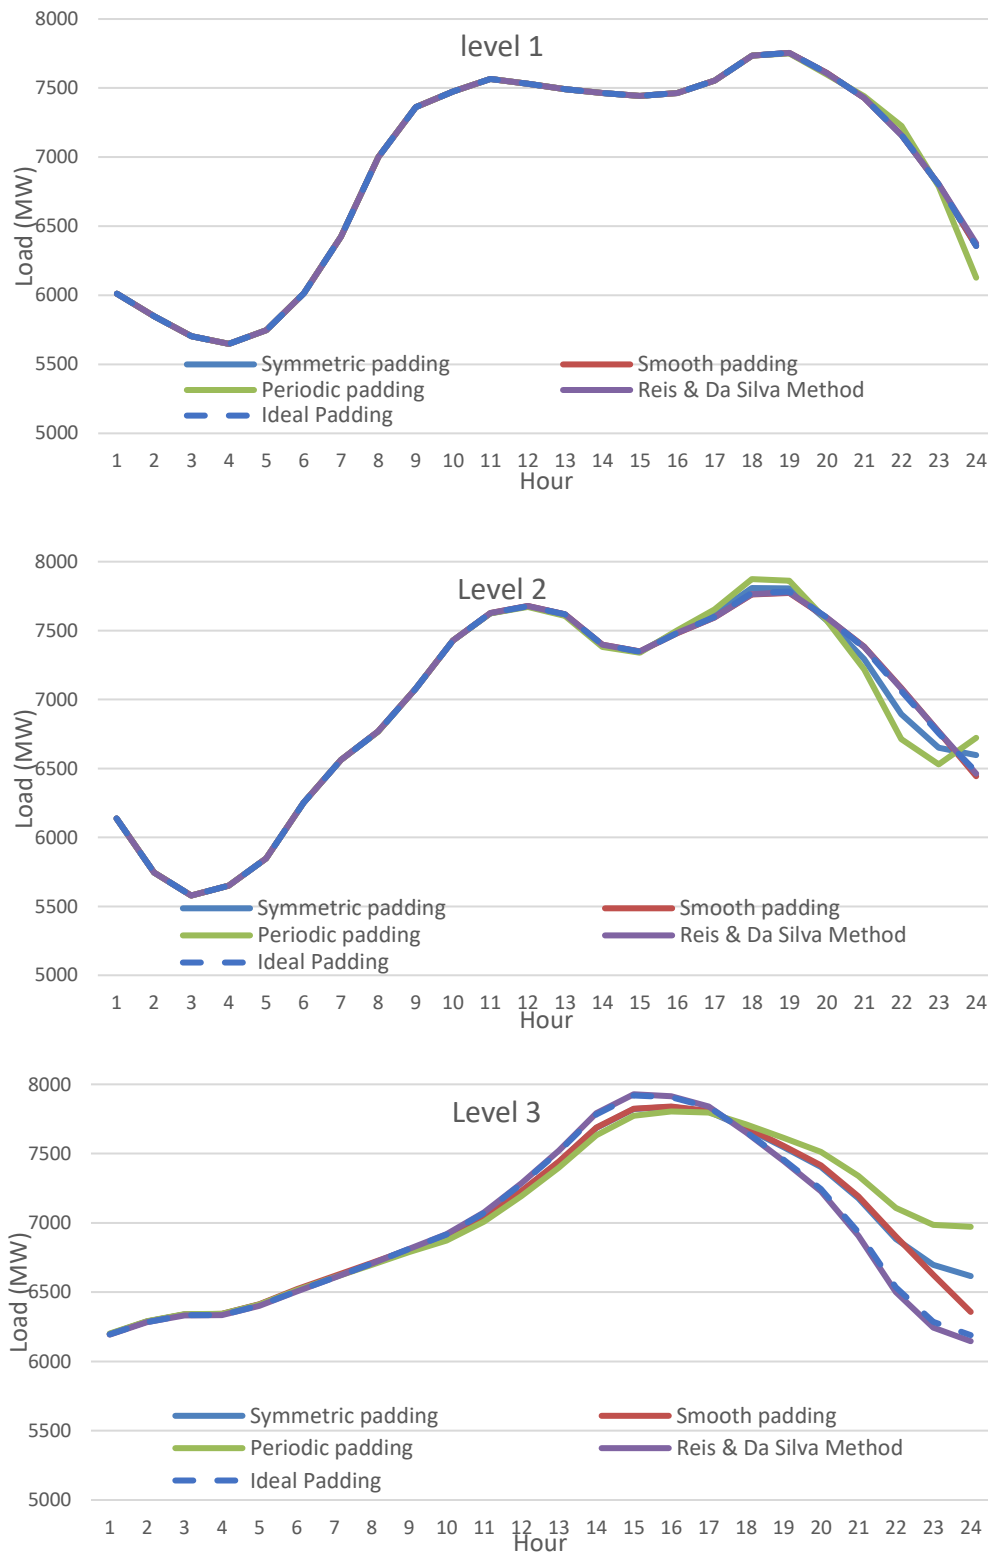 8000
level 1
7500
7000
6500
6000
5500
5000
Load (MW)
Symmetric padding Smooth padding
Periodic padding Reis & Da Silva Method
Ideal Padding
1 2 3 4 5 6 7 8 9 10 11 12 13 14 15 16 17 18 19 20 21 22 23 24
Hour
8000
Level 2
7500
7000
6500
6000
5500
5000
Load (MW)
Symmetric padding Smooth padding
Periodic padding Reis & Da Silva Method
Ideal Padding
1 2 3 4 5 6 7 8 9 10 11 12 13 14 15 16 17 18 19 20 21 22 23 24
Hour
8000
Level 3
7500
7000
6500
6000
5500
5000
Load (MW)
Symmetric padding Smooth padding
Periodic padding Reis & Da Silva Method
Ideal Padding
1 2 3 4 5 6 7 8 9 10 11 12 13 14 15 16 17 18 19 20 21 22 23 24
Hour